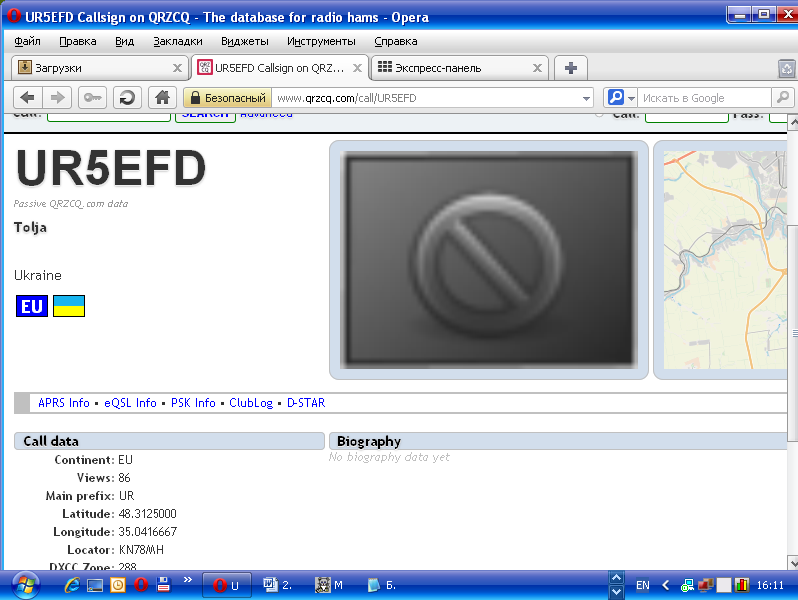 UR5EFD Callsign on QRZCQ - The database for radio hams - Opera
Файл Правка Вид Закладки Виджеты Инструменты Справка
Загрузки UR5EFD Callsign on QRZ... Экспресс-панель
Безопасный www.qrzcq.com/call/UR5EFD Искать в Google
Call: SEARCH Advanced Call: Pass:
UR5EFD
Passive QRZCQ.com data
Tolja
Ukraine
EU
APRS Info • eQSL Info • PSK Info • ClubLog • D-STAR
Call data Biography
No biography data yet
Continent: EU
Views: 86
Main prefix: UR
Latitude: 48.3125000
Longitude: 35.0416667
Locator: KN78MH
DXCC Zone: 288
U 2. М Б. EN 16:11